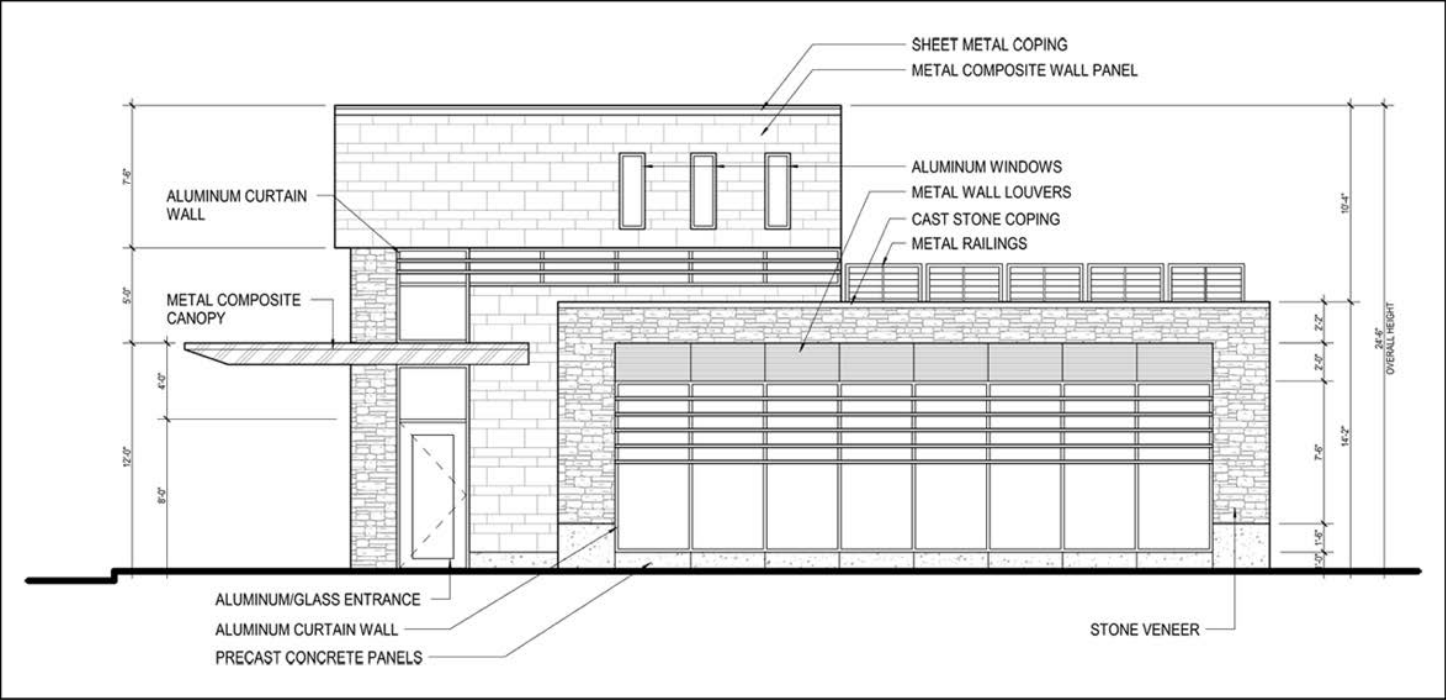 SHEET METAL COPING
METAL COMPOSITE WALL PANEL
ALUMINUM WINDOWS
METAL WALL LOUVERS
CAST STONE COPING
METAL RAILINGS
ALUMINUM CURTAIN
WALL
METAL COMPOSITE
CANOPY
7'-6"
5'-0"
12'-0"
4'-0"
8'-0"
10'-4"
14'-2"
2'-2"
2'-0"
7'-6"
1'-6"
1'-0"
24'-6"
OVERALL HEIGHT
ALUMINUM/GLASS ENTRANCE
ALUMINUM CURTAIN WALL
PRECAST CONCRETE PANELS
STONE VENEER